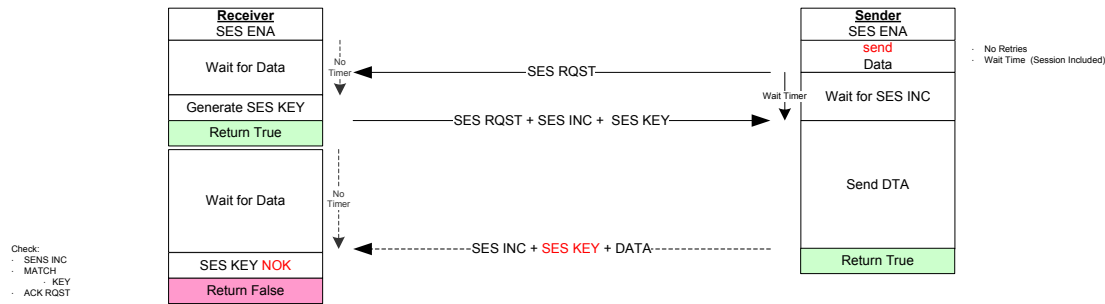 Receiver
SES ENA
Wait for Data
No
Timer
Generate SES KEY
Return True
Wait for Data
No
Timer
SES KEY NOK
Return False
Check:
· SENS INC
· MATCH
· KEY
· ACK RQST
SES RQST
SES RQST + SES INC + SES KEY
SES INC + SES KEY + DATA
Sender
SES ENA
send
Data
Wait Timer
Wait for SES INC
Send DTA
Return True
· No Retries
· Wait Time (Session Included)